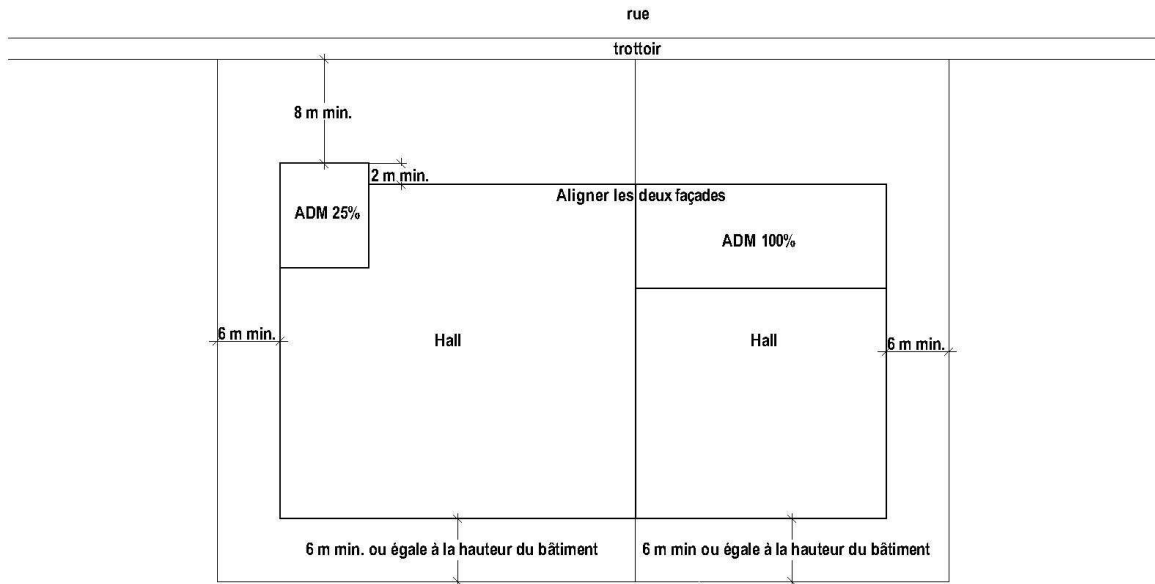 rue
trottoir
8 m min.
2 m min.
Aligner les deux façades
ADM 25%
ADM 100%
6 m min.
Hall
Hall
6 m min.
6 m min. ou égale à la hauteur du bâtiment
6 m min ou égale à la hauteur du bâtiment